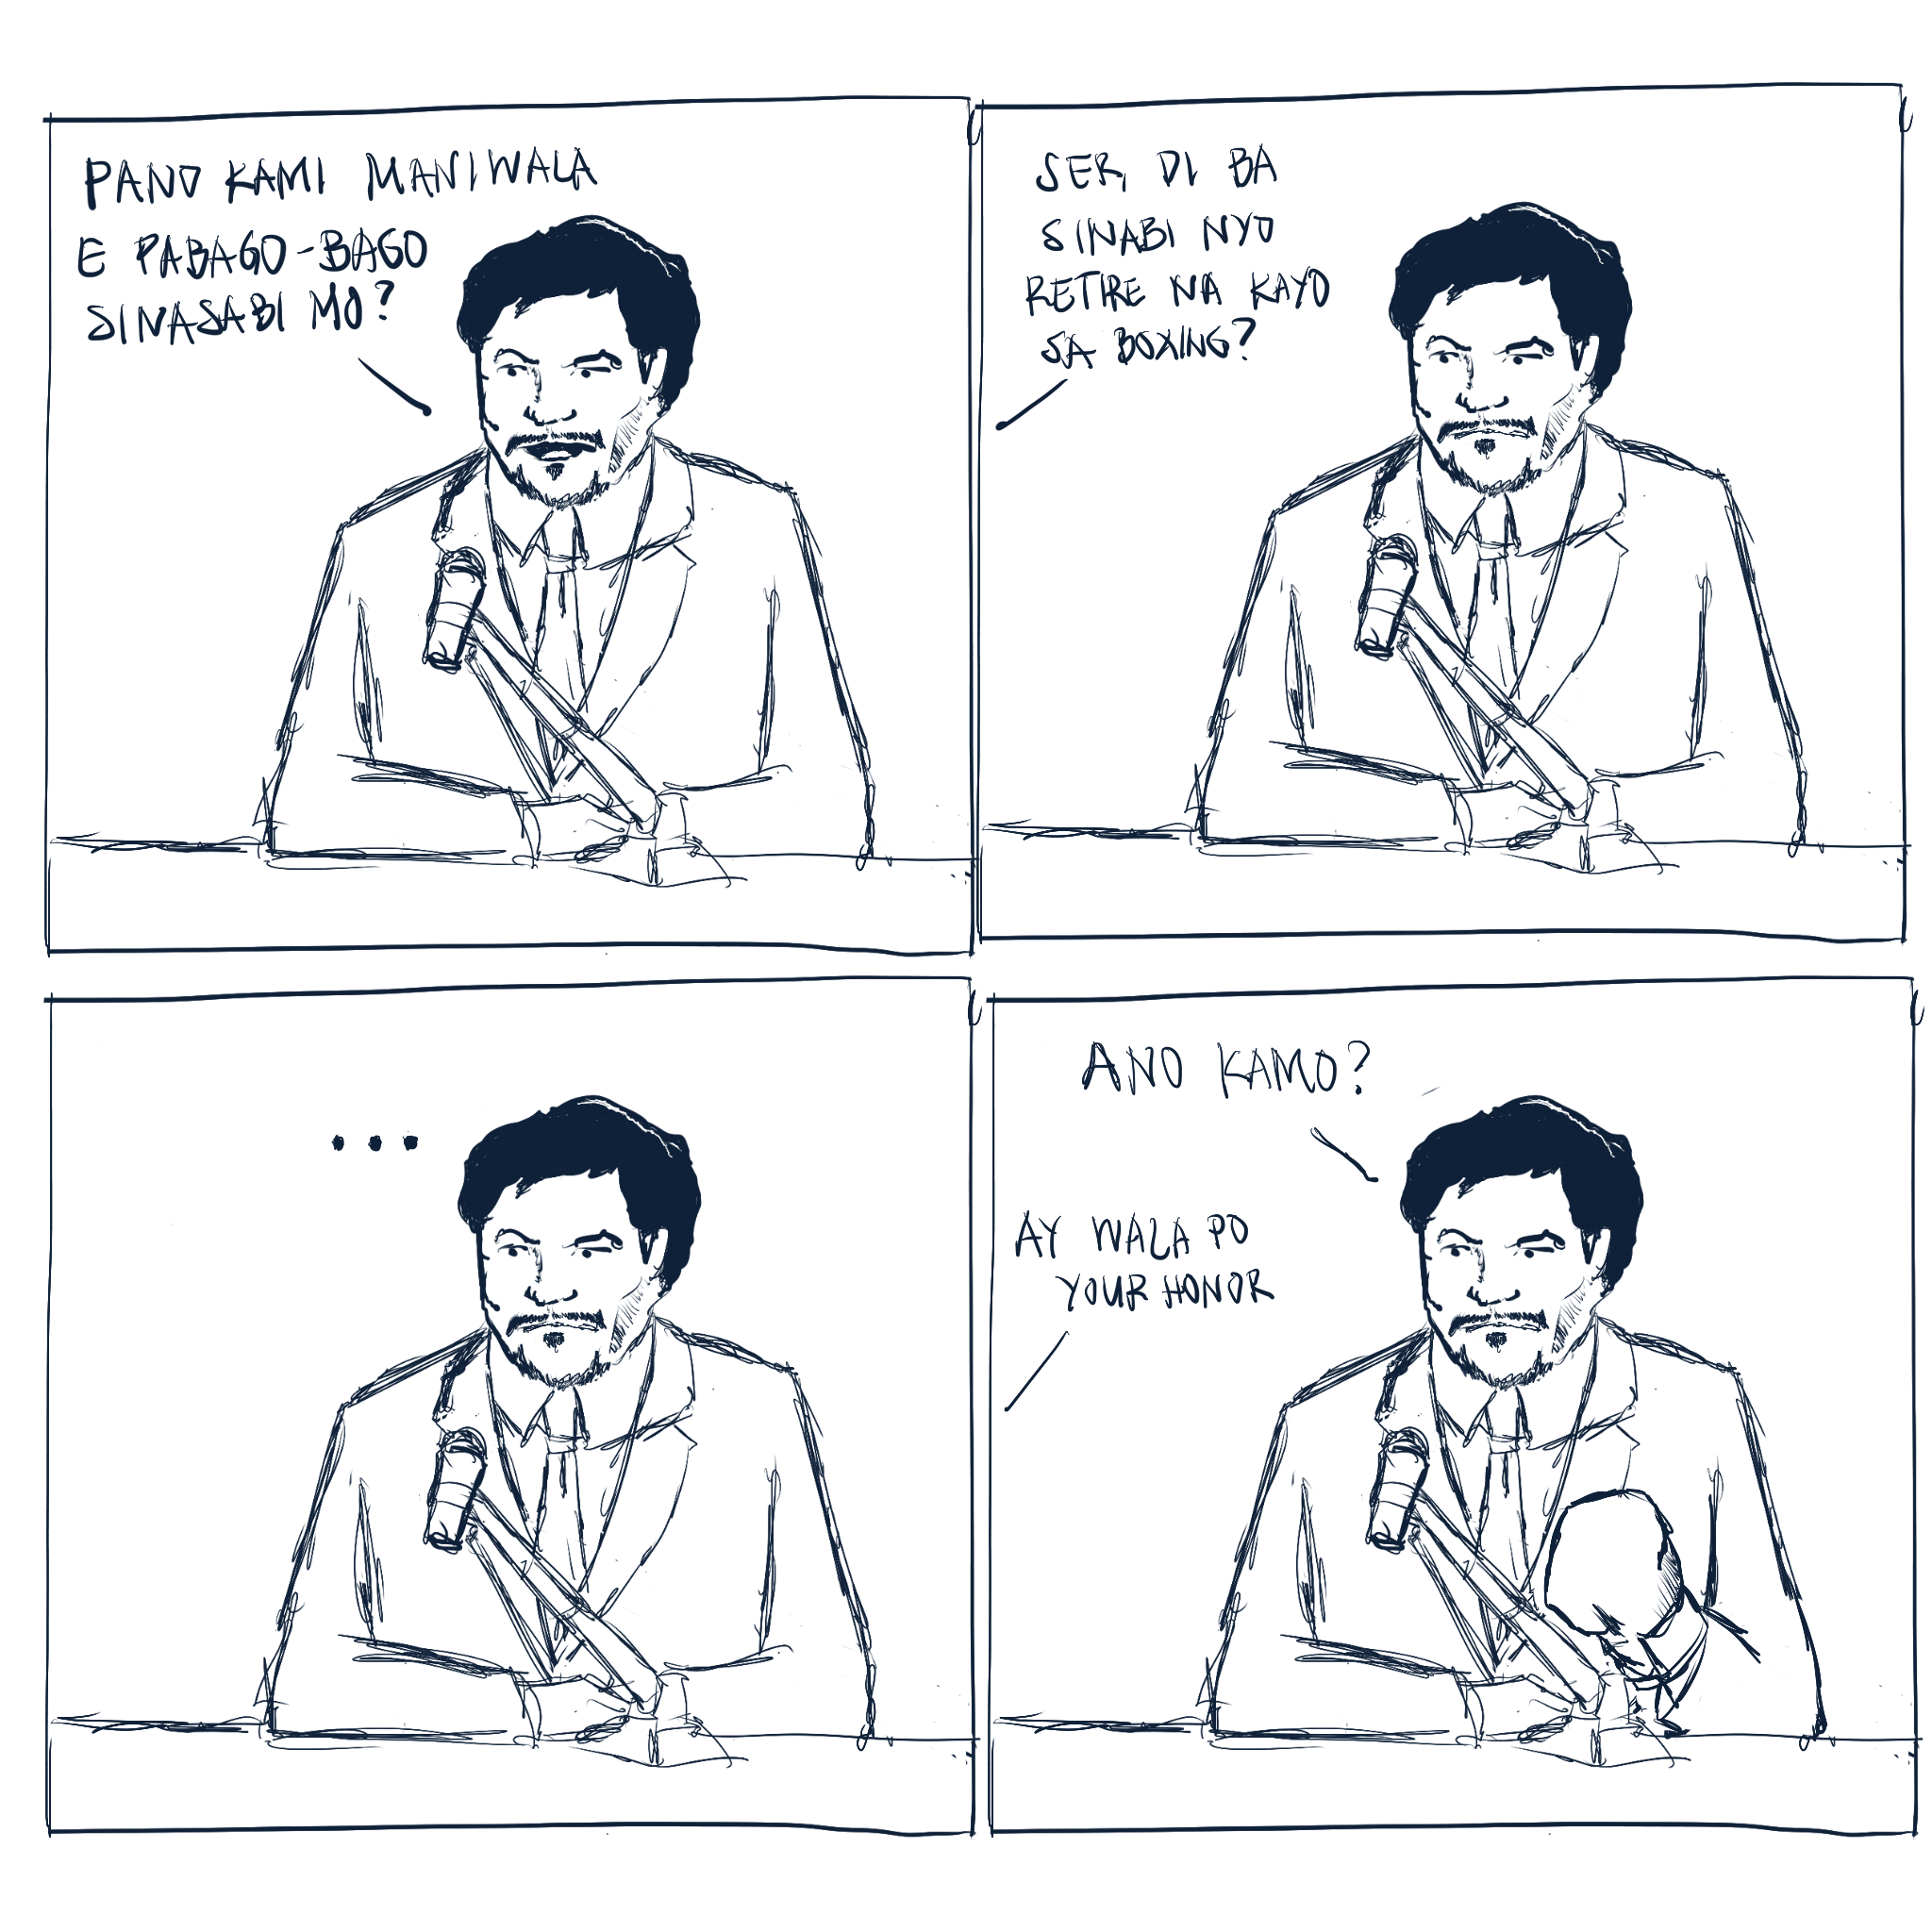 PANO KAMI MANIWALA
E PABAGO-BAGO
SINASABI MO?
SER, DI BA
SINABI NYO
RETIRE NA KAYO
SA BOXING?
...
ANO KAMO?
AY WALA PO
YOUR HONOR